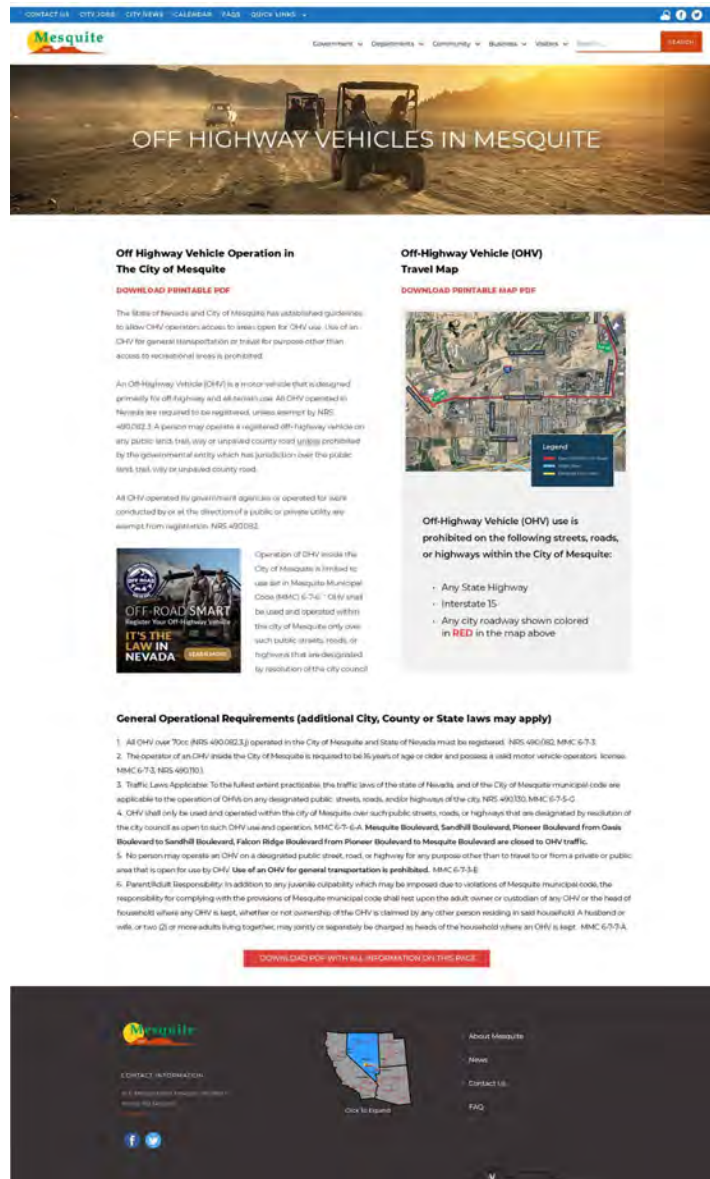 CONTACT US CITY JOBS CITY NEWS CALENDAR FAQS QUICK LINKS
Mesquite
Government Departments Community Business Visitors
SEARCH
OFF HIGHWAY VEHICLES IN MESQUITE
Off Highway Vehicle Operation in
The City of Mesquite
DOWNLOAD PRINTABLE PDF
The State of Nevada and City of Mesquite has established guidelines
to allow OHV operators access to areas open for OHV use. Use of an
OHV for general transportation or travel for purpose other than
access to recreational areas is prohibited.
An Off-Highway Vehicle (OHV) is a motor vehicle that is designed
primarily for off-highway and all-terrain use. All OHV operated in
Nevada are required to be registered, unless exempt by NRS
490.082.3. A person may operate a registered off-highway vehicle on
any public land, trail, way or unpaved county road unless prohibited
by the governmental entity which has jurisdiction over the public
land, trail, way or unpaved county road.
All OHV operated by government agencies or operated for work
conducted by or at the direction of a public or private utility are
exempt from registration. NRS 490.082.
OFF ROAD
OFF-ROAD SMART
Register Your Off-Highway Vehicle
IT'S THE
LAW IN
NEVADA
LEARN MORE
Operation of OHV inside the
City of Mesquite is limited to
use set in Mesquite Municipal
Code (MMC) 6-7-6: " OHV shall
be used and operated within
the city of Mesquite only over
such public streets, roads, or
highways that are designated
by resolution of the city council
Off-Highway Vehicle (OHV)
Travel Map
DOWNLOAD PRINTABLE MAP PDF
Legend
Off-Highway Vehicle (OHV) use is
prohibited on the following streets, roads,
or highways within the City of Mesquite:
• Any State Highway
• Interstate 15
• Any city roadway shown colored
in RED in the map above
General Operational Requirements (additional City, County or State laws may apply)
1. All OHV over 70cc (NRS 490.082.3.j) operated in the City of Mesquite and State of Nevada must be registered. NRS 490.082, MMC 6-7-3.
2. The operator of an OHV inside the City of Mesquite is required to be 16 years of age or older and possess a valid motor vehicle operators license.
MMC 6-7-3, NRS 490.110.1.
3. Traffic Laws Applicable: To the fullest extent practicable, the traffic laws of the state of Nevada, and of the City of Mesquite municipal code are
applicable to the operation of OHVs on any designated public streets, roads, and/or highways of the city. NRS 490.130, MMC 6-7-5-G
4. OHV shall only be used and operated within the city of Mesquite over such public streets, roads, or highways that are designated by resolution of
the city council as open to such OHV use and operation. MMC 6-7-6-A. Mesquite Boulevard, Sandhill Boulevard, Pioneer Boulevard from Oasis
Boulevard to Sandhill Boulevard, Falcon Ridge Boulevard from Pioneer Boulevard to Mesquite Boulevard are closed to OHV traffic.
5. No person may operate an OHV on a designated public street, road, or highway for any purpose other than to travel to or from a private or public
area that is open for use by OHV. Use of an OHV for general transportation is prohibited. MMC 6-7-3-E
6. Parent/Adult Responsibility: In addition to any juvenile culpability which may be imposed due to violations of Mesquite municipal code, the
responsibility for complying with the provisions of Mesquite municipal code shall rest upon the adult owner or custodian of any OHV or the head of
household where any OHV is kept, whether or not ownership of the OHV is claimed by any other person residing in said household. A husband or
wife, or two (2) or more adults living together, may jointly or separately be charged as heads of the household where an OHV is kept. MMC 6-7-7-A.
DOWNLOAD PDF WITH ALL INFORMATION ON THIS PAGE
Mesquite
CONTACT INFORMATION
Click To Expand
About Mesquite
News
Contact Us
FAQ